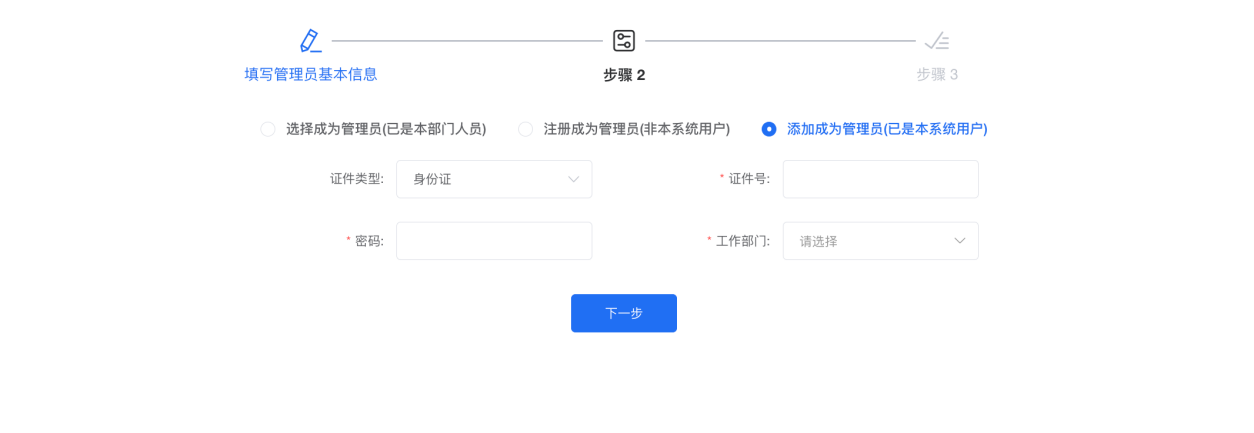 填写管理员基本信息
步骤 2
步骤 3
选择成为管理员(已是本部门人员)
注册成为管理员(非本系统用户)
添加成为管理员(已是本系统用户)
证件类型: 身份证
* 证件号:
* 密码:
* 工作部门: 请选择
下一步